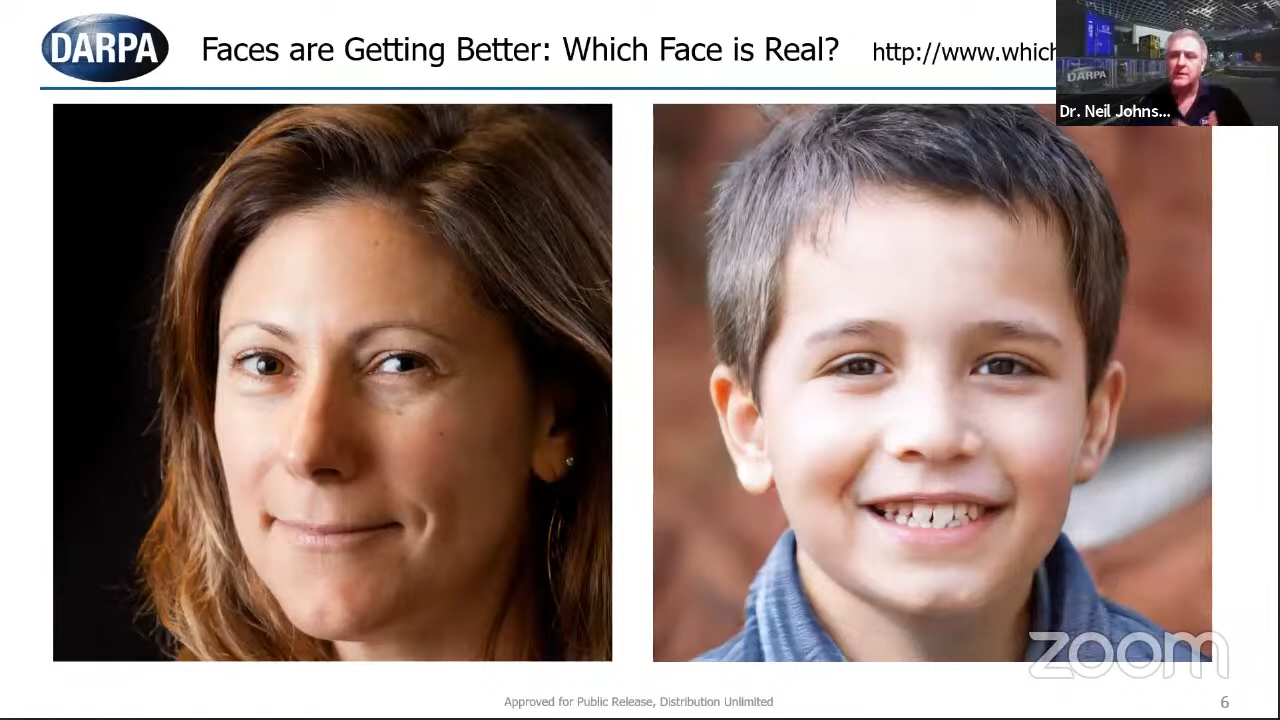 DARPA
Faces are Getting Better: Which Face is Real?
http://www.which
DARPA
Dr. Neil Johns...
zoom
Approved for Public Release, Distribution Unlimited
6